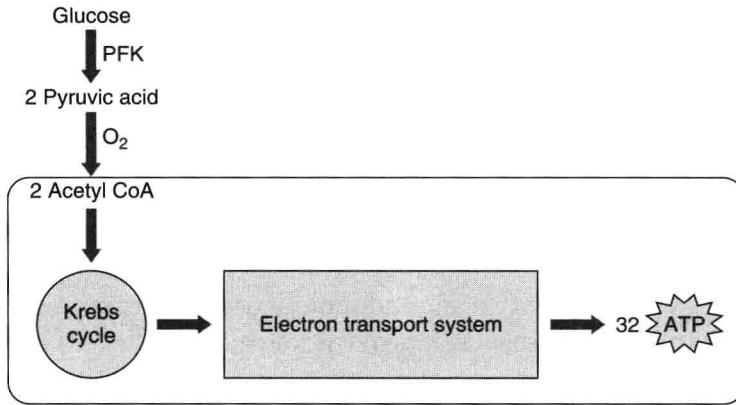 Glucose
PFK
2 Pyruvic acid
O₂
2 Acetyl CoA
Krebs
cycle
Electron transport system
32 ATP